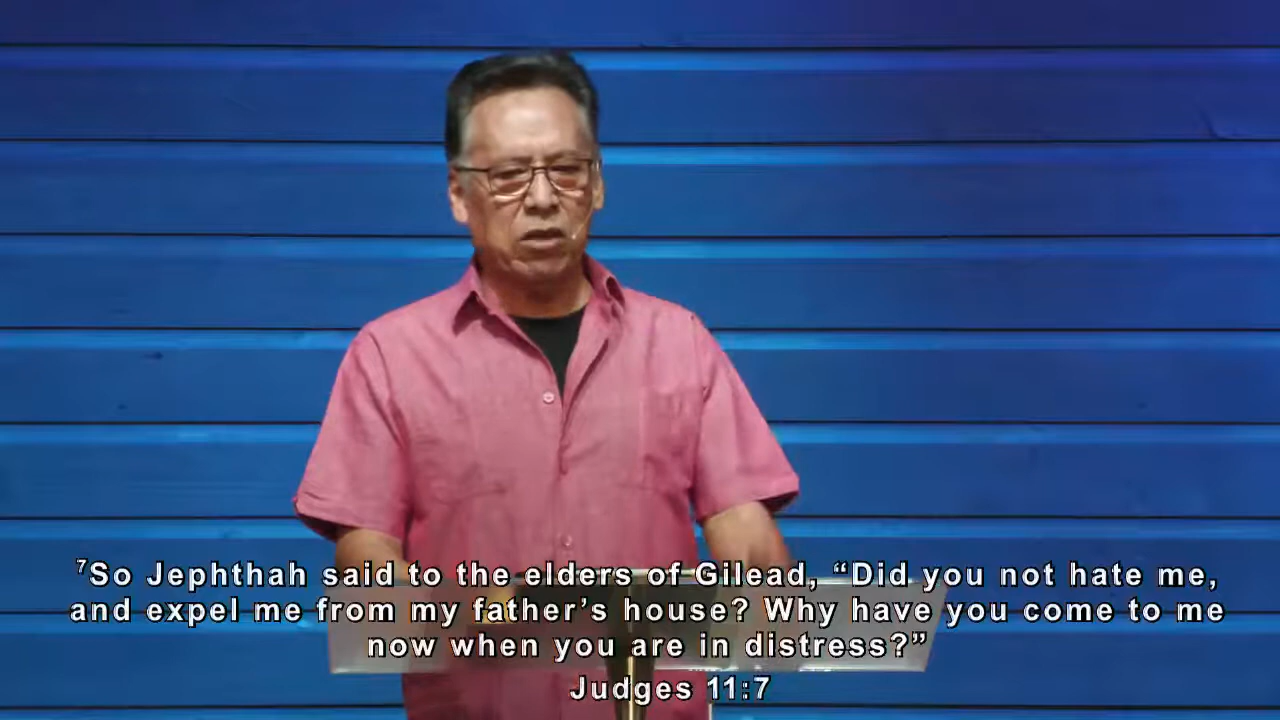 ⁷So Jephthah said to the elders of Gilead, “Did you not hate me,
and expel me from my father’s house? Why have you come to me
now when you are in distress?”
Judges 11:7